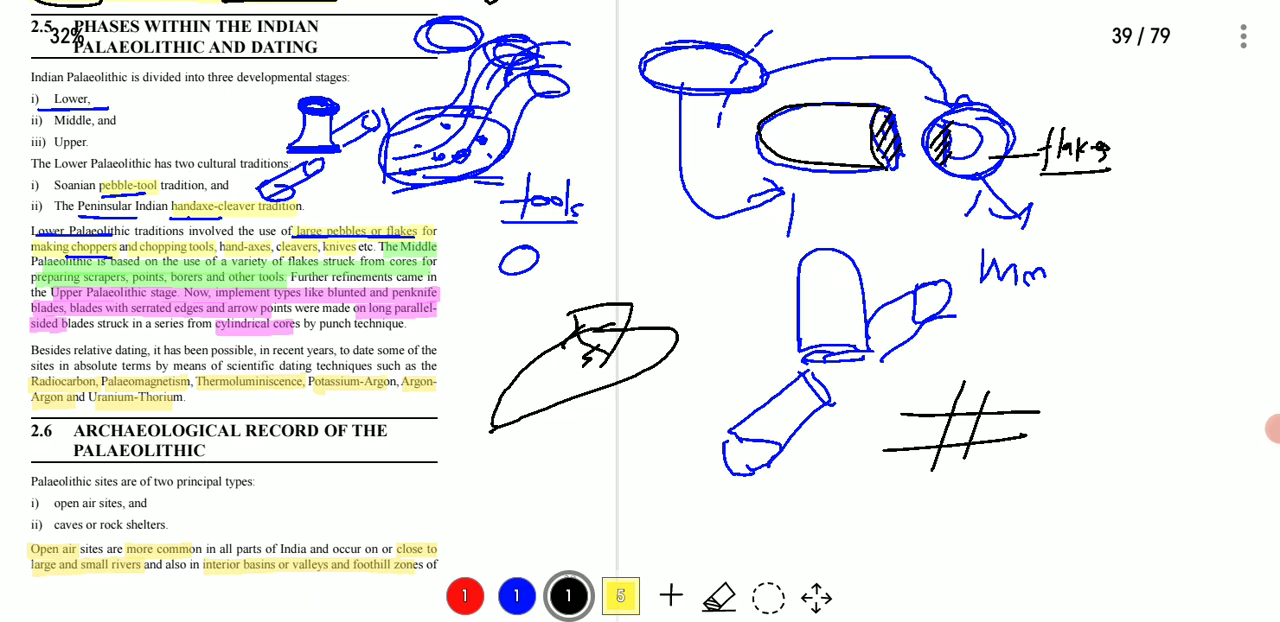 2.5 PHASES WITHIN THE INDIAN
32%
PALAEOLITHIC AND DATING
39 / 79
Indian Palaeolithic is divided into three developmental stages:
i) Lower,
ii) Middle, and
iii) Upper.
The Lower Palaeolithic has two cultural traditions:
i) Soanian pebble-tool tradition, and
ii) The Peninsular Indian handaxe-cleaver tradition.
Lower Palaeolithic traditions involved the use of large pebbles or flakes for
making choppers and chopping tools, hand-axes, cleavers, knives etc. The Middle
Palaeolithic is based on the use of a variety of flakes struck from cores for
preparing scrapers, points, borers and other tools. Further refinements came in
the Upper Palaeolithic stage. Now, implement types like blunted and penknife
blades, blades with serrated edges and arrow points were made on long parallel-
sided blades struck in a series from cylindrical cores by punch technique.
Besides relative dating, it has been possible, in recent years, to date some of the
sites in absolute terms by means of scientific dating techniques such as the
Radiocarbon, Palaeomagnetism, Thermoluminiscence, Potassium-Argon, Argon-
Argon and Uranium-Thorium.
2.6 ARCHAEOLOGICAL RECORD OF THE
PALAEOLITHIC
Palaeolithic sites are of two principal types:
i) open air sites, and
ii) caves or rock shelters.
Open air sites are more common in all parts of India and occur on or close to
large and small rivers and also in interior basins or valleys and foothill zones of
tools
flakes
1 1 1 5